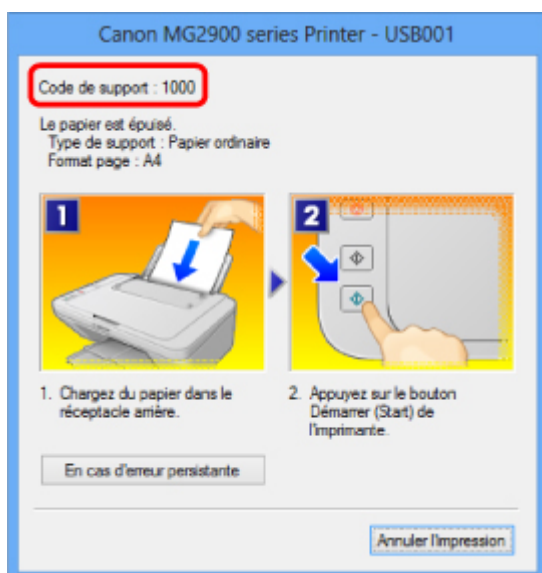 Canon MG2900 series Printer - USB001
Code de support : 1000
Le papier est épuisé.
Type de support : Papier ordinaire
Format page : A4
1
2
1. Chargez du papier dans le
réceptacle arrière.
2. Appuyez sur le bouton
Démarrer (Start) de
l'imprimante.
En cas d'erreur persistante
Annuler l'impression